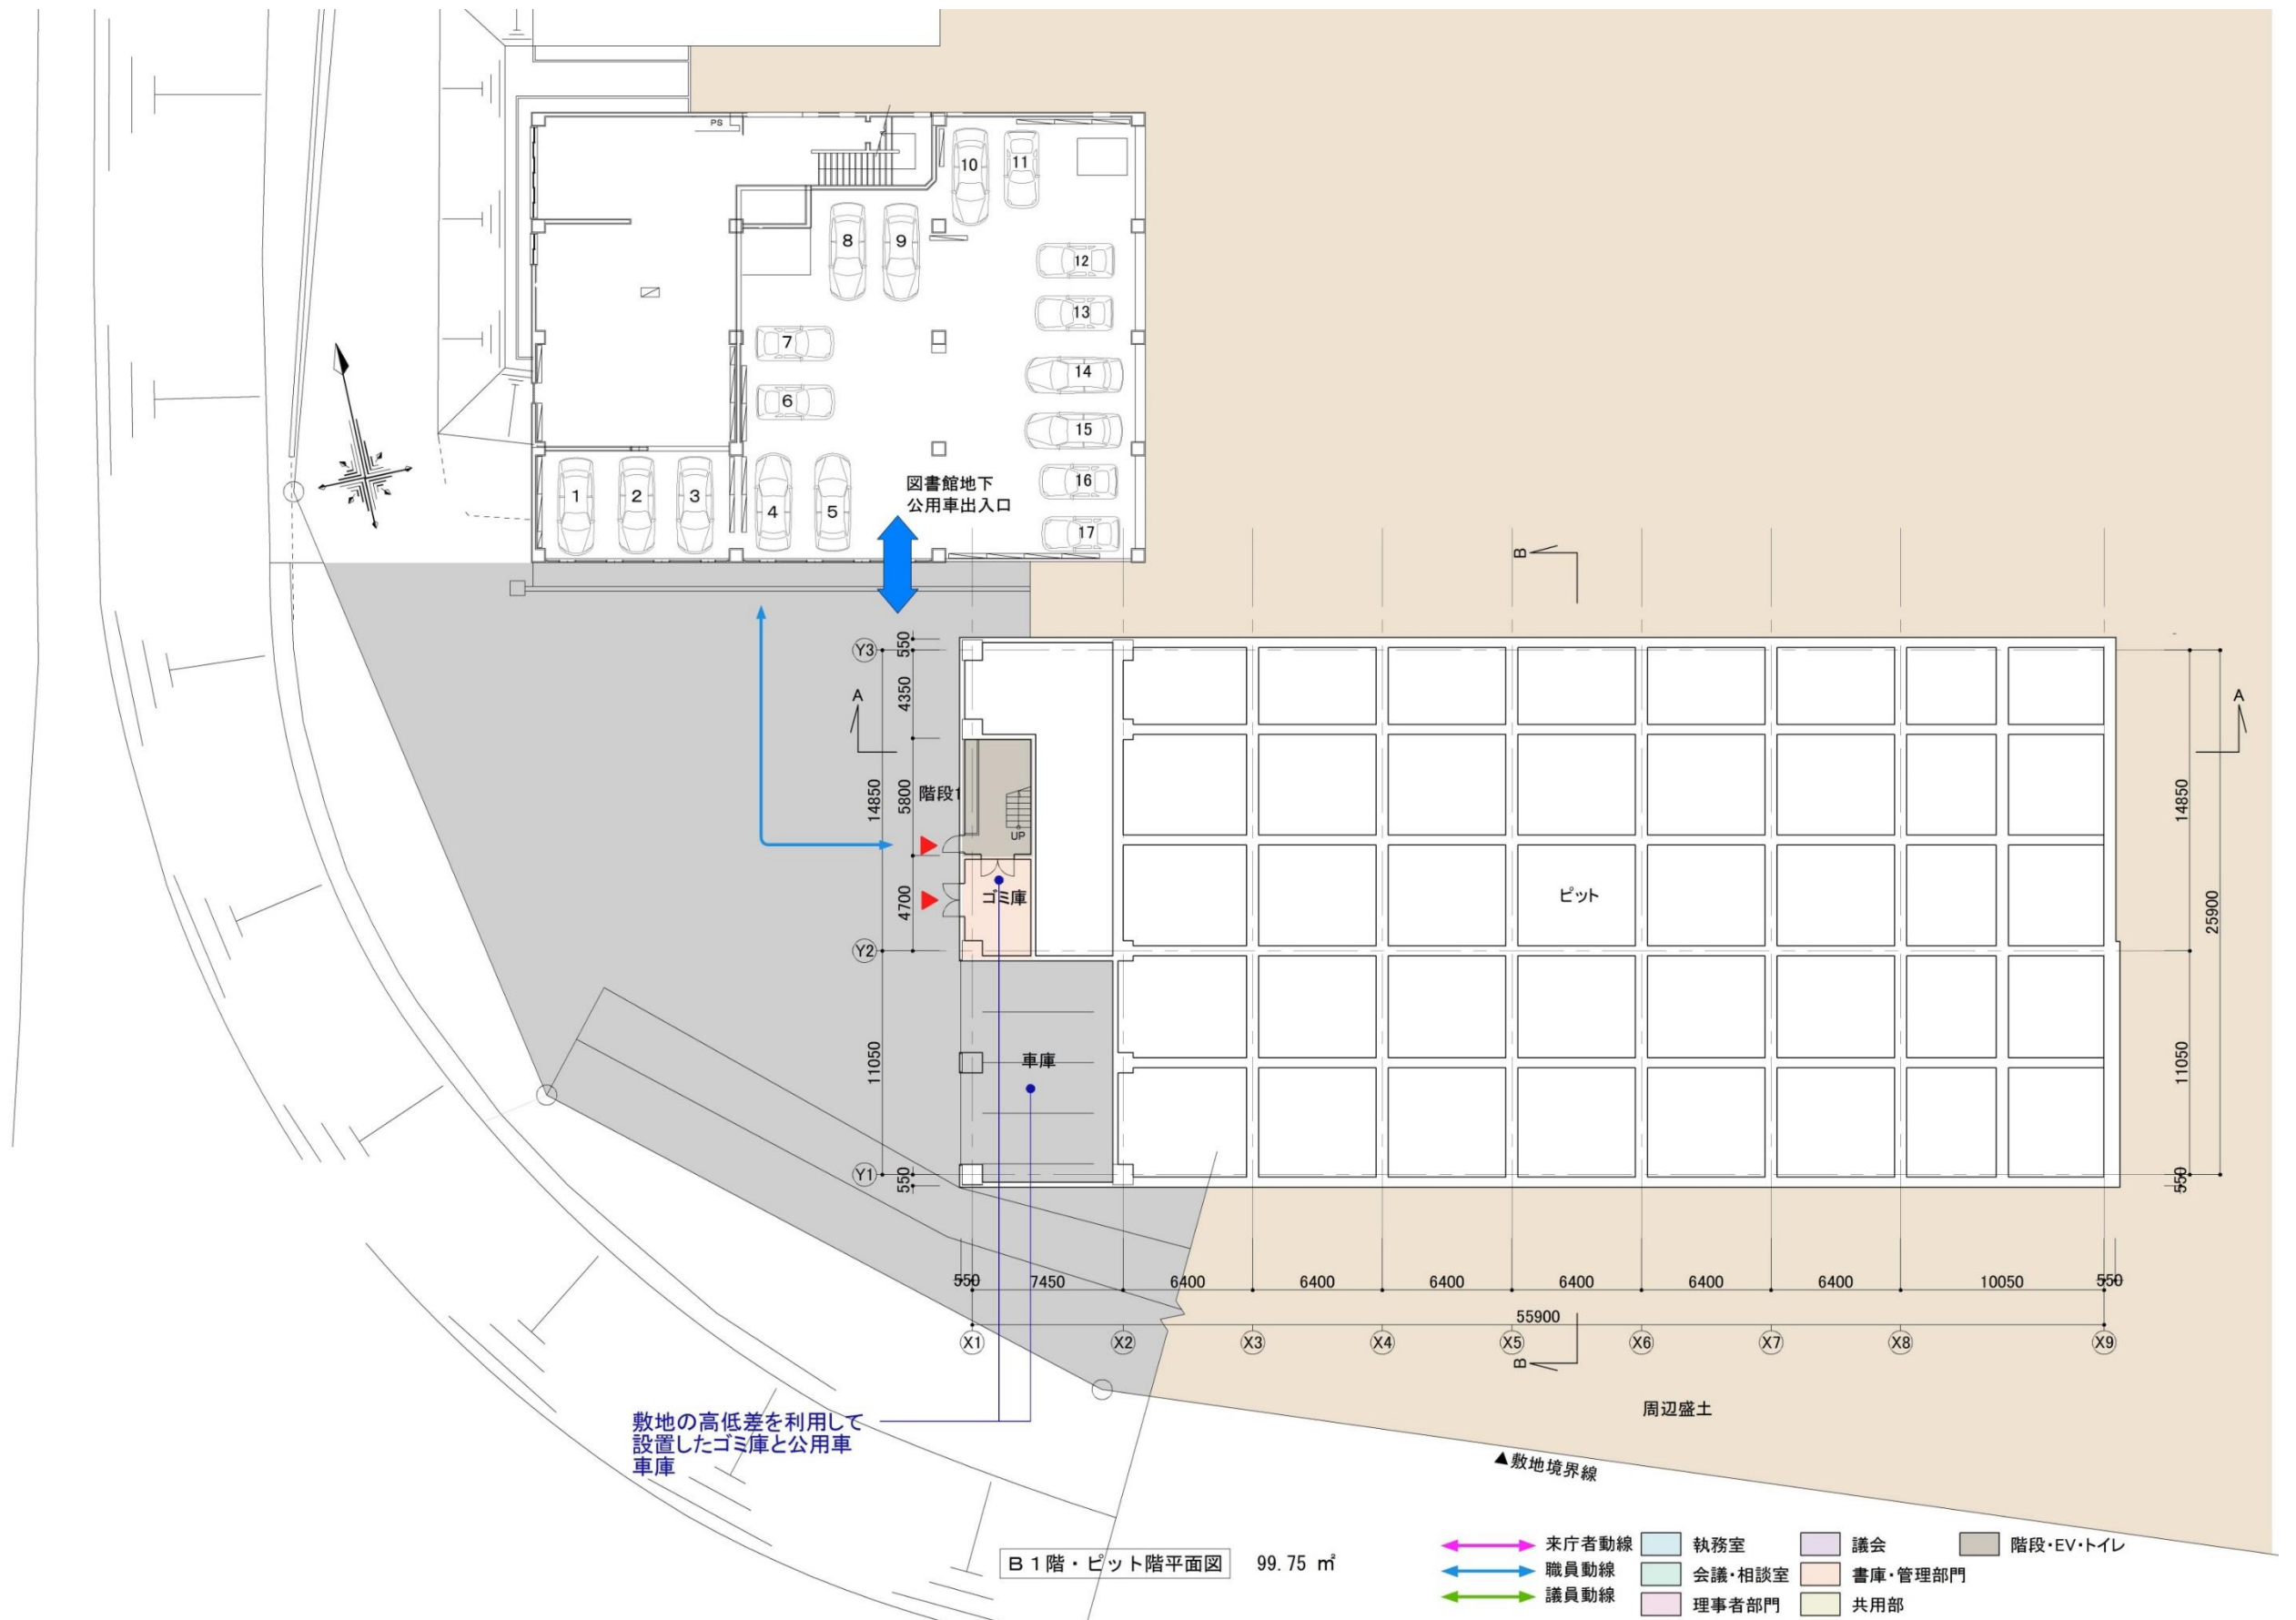 PS
10
11
8
9
12
13
7
14
6
15
図書館地下
公用車出入口
16
1
2
3
4
5
17
B
Y3
550
4350
A
A
14850
5800
階段1
UP
14850
ゴミ庫
4700
ピット
25900
Y2
車庫
11050
11050
Y1
550
550
550
7450
6400
6400
6400
6400
6400
6400
10050
550
55900
X1
X2
X3
X4
X5
X6
X7
X8
X9
B
周辺盛土
敷地の高低差を利用して
設置したゴミ庫と公用車
車庫
▲敷地境界線
B1階・ピット階平面図 99.75 ㎡
来庁者動線
職員動線
議員動線
執務室
会議・相談室
理事者部門
議会
書庫・管理部門
共用部
階段・EV・トイレ